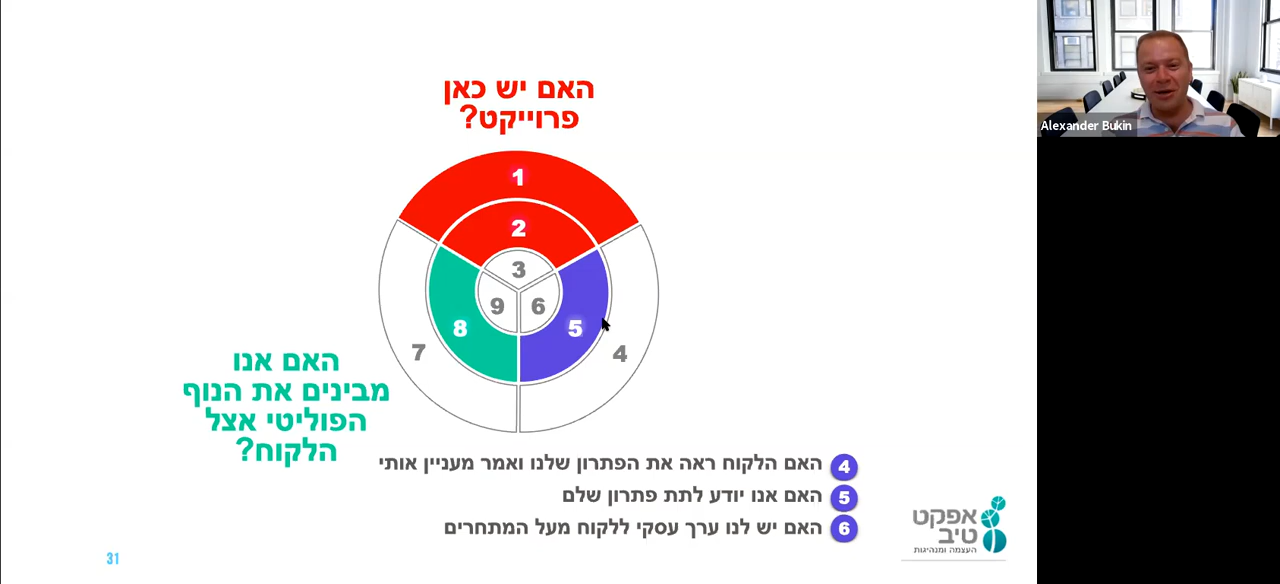 האם יש כאן
פרוייקט?
1
2
3
9
6
8
5
7
4
האם אנו
מבינים את הנוף
הפוליטי אצל
הלקוח?
4 האם הלקוח ראה את הפתרון שלנו ואמר מעניין אותי
5 האם אנו יודע לתת פתרון שלם
6 האם יש לנו ערך עסקי ללקוח מעל המתחרים
אפקט
טיב
העצמה ומנהיגות
31
Alexander Bukin